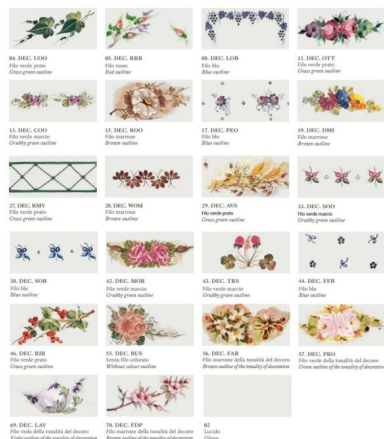 04. DEC. UOO
Filo verde prato
Grass green outline
05. DEC. RRR
Filo rosso
Red outline
08. DEC. LOB
Filo blu
Blue outline
11. DEC. OTT
Filo verde prato
Grass green outline
13. DEC. COO
Filo verde marcio
Grubby green outline
15. DEC. ROO
Filo marrone
Brown outline
17. DEC. PEO
Filo blu
Blue outline
19. DEC. DMI
Filo marrone
Brown outline
27. DEC. RMV
Filo verde prato
Grass green outline
28. DEC. WOM
Filo marrone
Brown outline
29. DEC. AVS
Filo verde prato
Grass green outline
33. DEC. SOO
Filo verde marcio
Grubby green outline
38. DEC. SOB
Filo blu
Blue outline
42. DEC. MOR
Filo verde marcio
Grubby green outline
43. DEC. TRS
Filo verde marcio
Grubby green outline
44. DEC. FFB
Filo blu
Blue outline
46. DEC. RIB
Filo verde prato
Grass green outline
55. DEC. BUS
Senza filo colorato
Without colour outline
56. DEC. FAR
Filo marrone della tonalità del decoro
Brown outline of the tonality of decoration
57. DEC. PRO
Filo verde della tonalità del decoro
Green outline of the tonality of decoration
69. DEC. LAV
Filo viola della tonalità del decoro
Violet outline of the tonality of decoration
70. DEC. FDP
Filo marrone della tonalità del decoro
Brown outline of the tonality of decoration
02
Lucido
Glossy